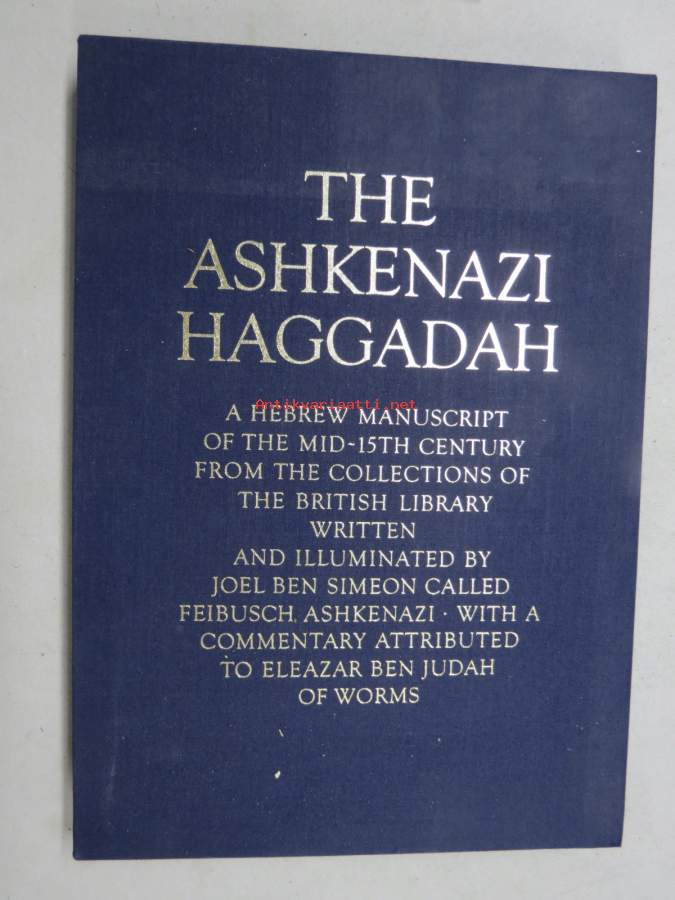 THE
ASHKENAZI
HAGGADAH
Antikvariaatti.net
A HEBREW MANUSCRIPT
OF THE MID-15TH CENTURY
FROM THE COLLECTIONS OF
THE BRITISH LIBRARY
WRITTEN
AND ILLUMINATED BY
JOEL BEN SIMEON CALLED
FEIBUSCH, ASHKENAZI · WITH A
COMMENTARY ATTRIBUTED
TO ELEAZAR BEN JUDAH
OF WORMS